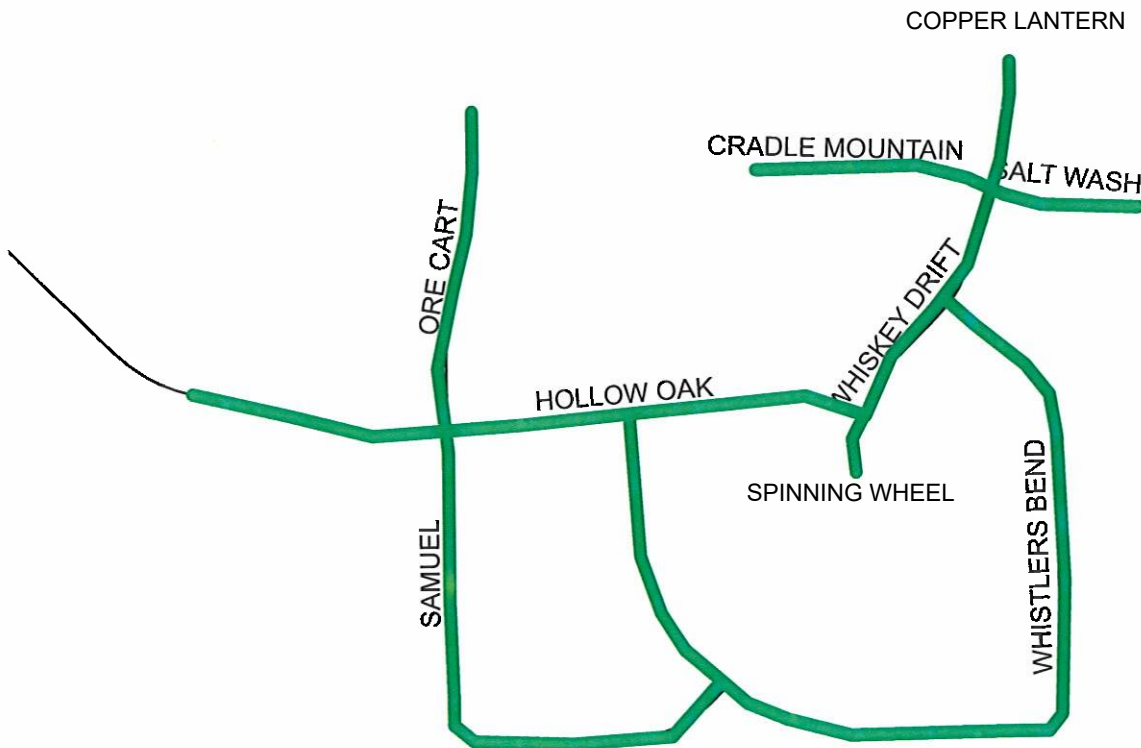 COPPER LANTERN
CRADLE MOUNTAIN
SALT WASH
ORE CART
WHISKEY DRIFT
HOLLOW OAK
SPINNING WHEEL
SAMUEL
WHISTLERS BEND